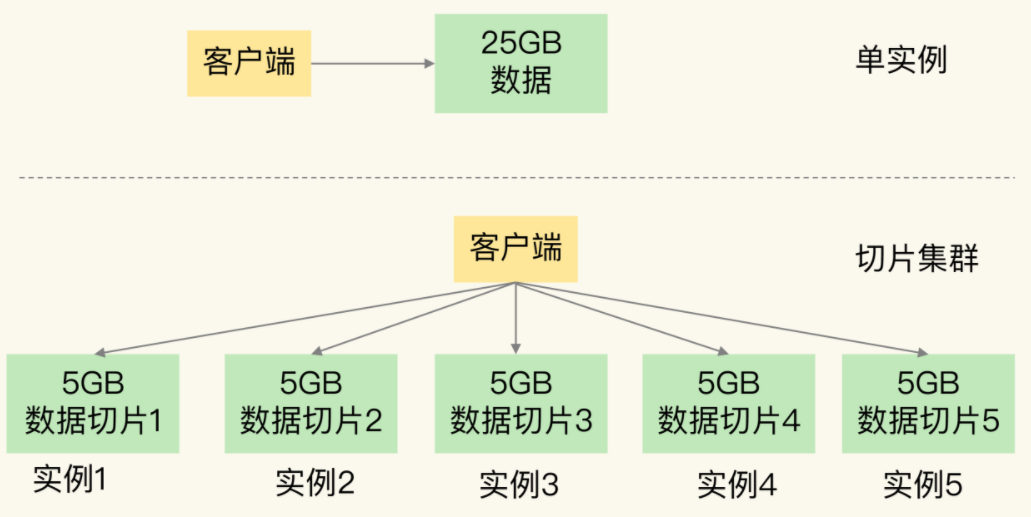 客户端
25GB
数据
单实例
客户端
切片集群
5GB
数据切片1
5GB
数据切片2
5GB
数据切片3
5GB
数据切片4
5GB
数据切片5
实例1
实例2
实例3
实例4
实例5